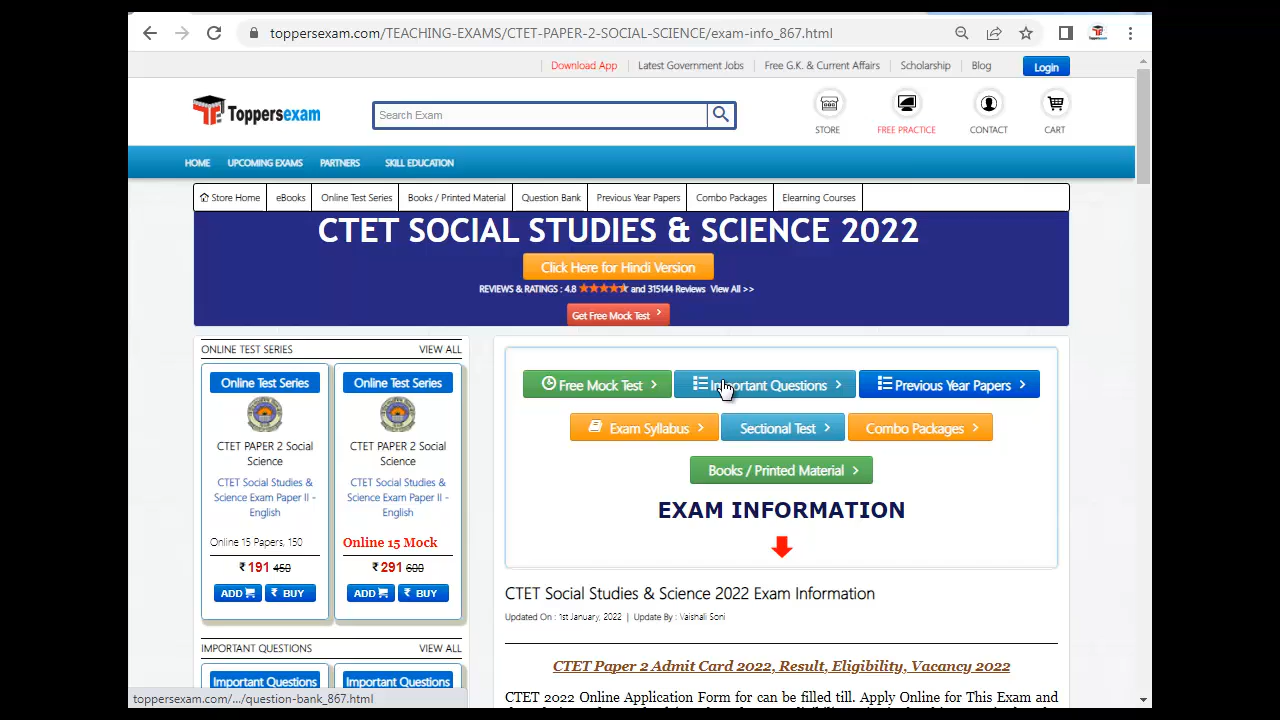 toppersexam.com/TEACHING-EXAMS/CTET-PAPER-2-SOCIAL-SCIENCE/exam-info_867.html
Download App Latest Government Jobs Free G.K. & Current Affairs Scholarship Blog Login
Toppersexam
Search Exam
STORE FREE PRACTICE CONTACT CART
HOME UPCOMING EXAMS PARTNERS SKILL EDUCATION
Store Home eBooks Online Test Series Books / Printed Material Question Bank Previous Year Papers Combo Packages Elearning Courses
CTET SOCIAL STUDIES & SCIENCE 2022
Click Here for Hindi Version
REVIEWS & RATINGS : 4.8 and 315144 Reviews View All >>
Get Free Mock Test
ONLINE TEST SERIES VIEW ALL
Online Test Series
CTET PAPER 2 Social
Science
CTET Social Studies &
Science Exam Paper II -
English
Online 15 Papers, 150
₹ 191 450
ADD ₹ BUY
Online Test Series
CTET PAPER 2 Social
Science
CTET Social Studies &
Science Exam Paper II -
English
Online 15 Mock
₹ 291 600
ADD ₹ BUY
IMPORTANT QUESTIONS VIEW ALL
Important Questions Important Questions
Free Mock Test Important Questions Previous Year Papers
Exam Syllabus Sectional Test Combo Packages
Books / Printed Material
EXAM INFORMATION
CTET Social Studies & Science 2022 Exam Information
Updated On : 1st January, 2022 | Update By : Vaishali Soni
CTET Paper 2 Admit Card 2022, Result, Eligibility, Vacancy 2022
CTET 2022 Online Application Form for can be filled till. Apply Online for This Exam and
toppersexam.com/.../question-bank_867.html